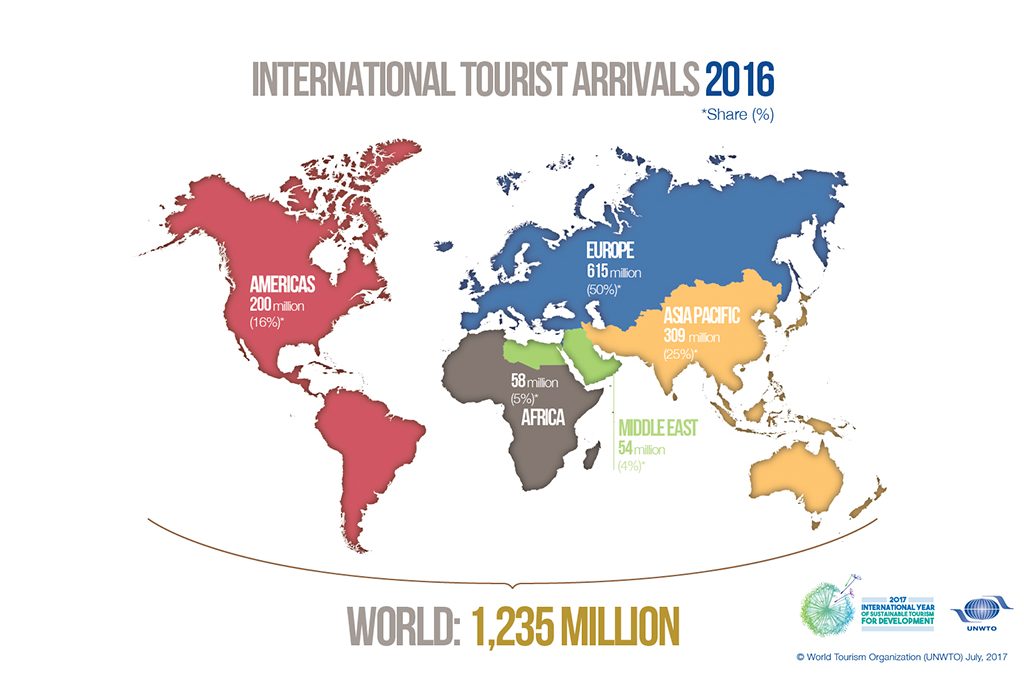 INTERNATIONAL TOURIST ARRIVALS 2016
*Share (%)
AMERICAS
200 million
(16%)*
EUROPE
615 million
(50%)*
ASIA PACIFIC
309 million
(25%)*
58 million
(5%)*
AFRICA
MIDDLE EAST
54 million
(4%)*
WORLD: 1,235 MILLION
2017
INTERNATIONAL YEAR
OF SUSTAINABLE TOURISM
FOR DEVELOPMENT
UNWTO
© World Tourism Organization (UNWTO) July, 2017